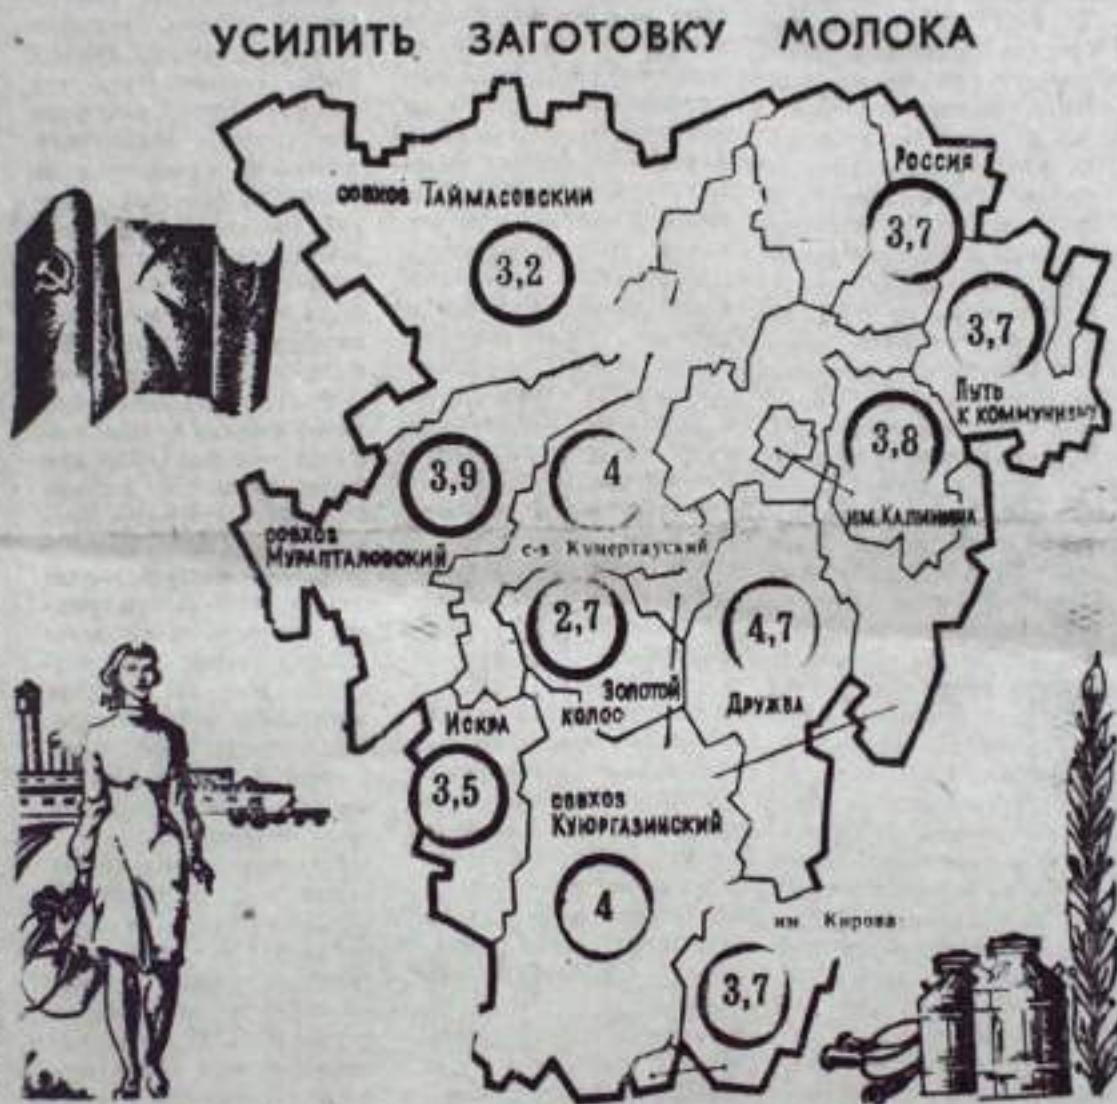 УСИЛИТЬ ЗАГОТОВКУ МОЛОКА
РОССИЯ
3,7
совхоз ТАЙМАСОВСКИЙ
3,2
3,7
ПУТЬ
К КОММУНИЗМУ
3,8
им. КАЛИНИНА
3,9
совхоз
МУРАПТАЛОВСКИЙ
4
с-з Кумертауский
2,7
ЗОЛОТОЙ
КОЛОС
4,7
ДРУЖБА
ИСКРА
3,5
совхоз
КУЮРГАЗИНСКИЙ
4
им Кирова
3,7